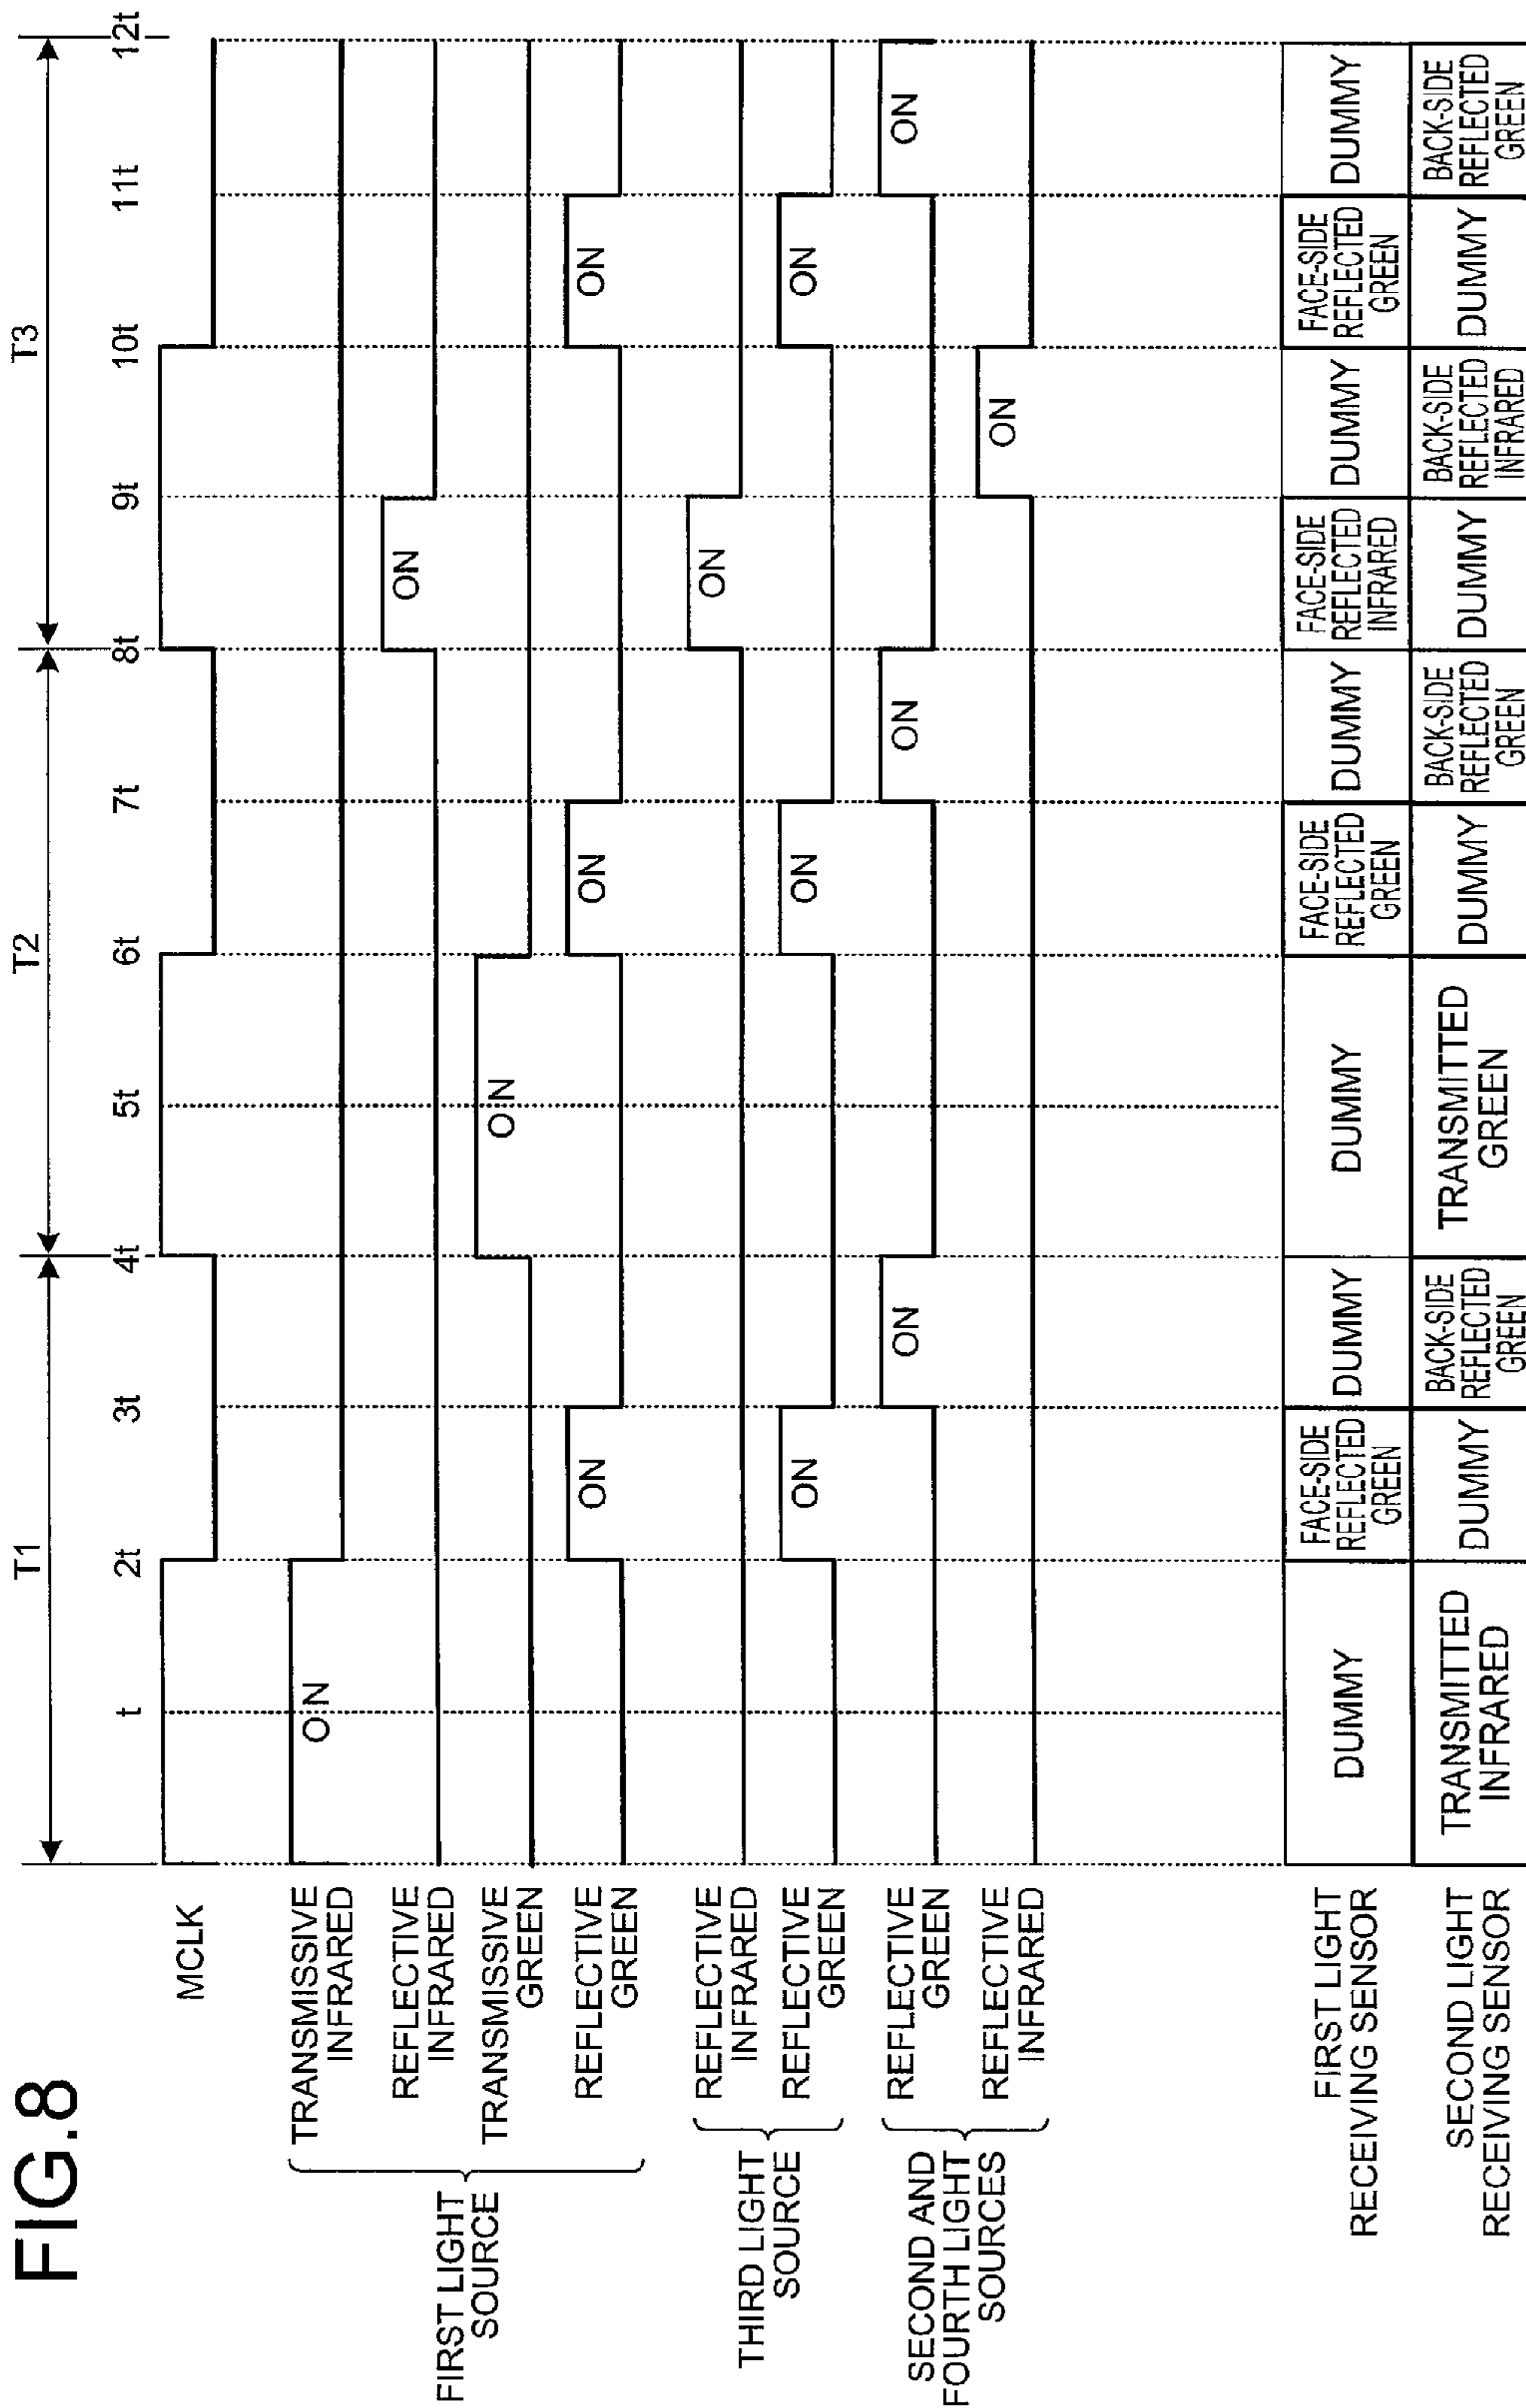 FIG.8
T1
T2
T3
t
2t
3t
4t
5t
6t
7t
8t
9t
10t
11t
12t
MCLK
FIRST LIGHT
SOURCE
TRANSMISSIVE
INFRARED
ON
REFLECTIVE
INFRARED
ON
TRANSMISSIVE
GREEN
ON
REFLECTIVE
GREEN
ON
ON
ON
THIRD LIGHT
SOURCE
REFLECTIVE
INFRARED
ON
REFLECTIVE
GREEN
ON
ON
ON
SECOND AND
FOURTH LIGHT
SOURCES
REFLECTIVE
GREEN
ON
ON
ON
REFLECTIVE
INFRARED
ON
FIRST LIGHT
RECEIVING SENSOR
DUMMY
FACE-SIDE
REFLECTED
GREEN
DUMMY
DUMMY
FACE-SIDE
REFLECTED
GREEN
DUMMY
FACE-SIDE
REFLECTED
INFRARED
DUMMY
FACE-SIDE
REFLECTED
GREEN
DUMMY
SECOND LIGHT
RECEIVING SENSOR
TRANSMITTED
INFRARED
DUMMY
BACK-SIDE
REFLECTED
GREEN
TRANSMITTED
GREEN
DUMMY
BACK-SIDE
REFLECTED
GREEN
DUMMY
BACK-SIDE
REFLECTED
INFRARED
DUMMY
BACK-SIDE
REFLECTED
GREEN